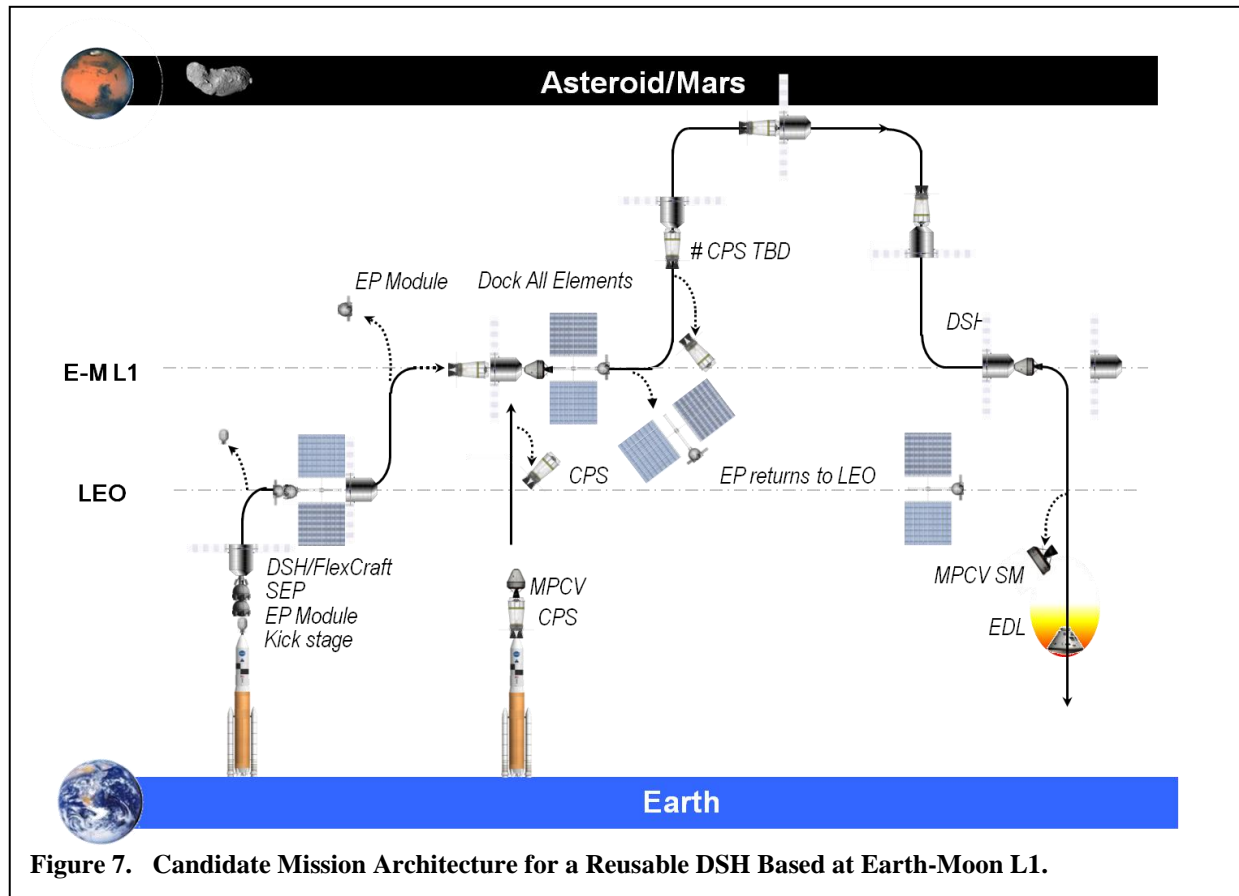 Asteroid/Mars
# CPS TBD
EP Module
Dock All Elements
DSH
E-M L1
CPS
EP returns to LEO
LEO
DSH/FlexCraft
SEP
EP Module
Kick stage
MPCV
CPS
MPCV SM
EDL
Earth
Figure 7. Candidate Mission Architecture for a Reusable DSH Based at Earth-Moon L1.